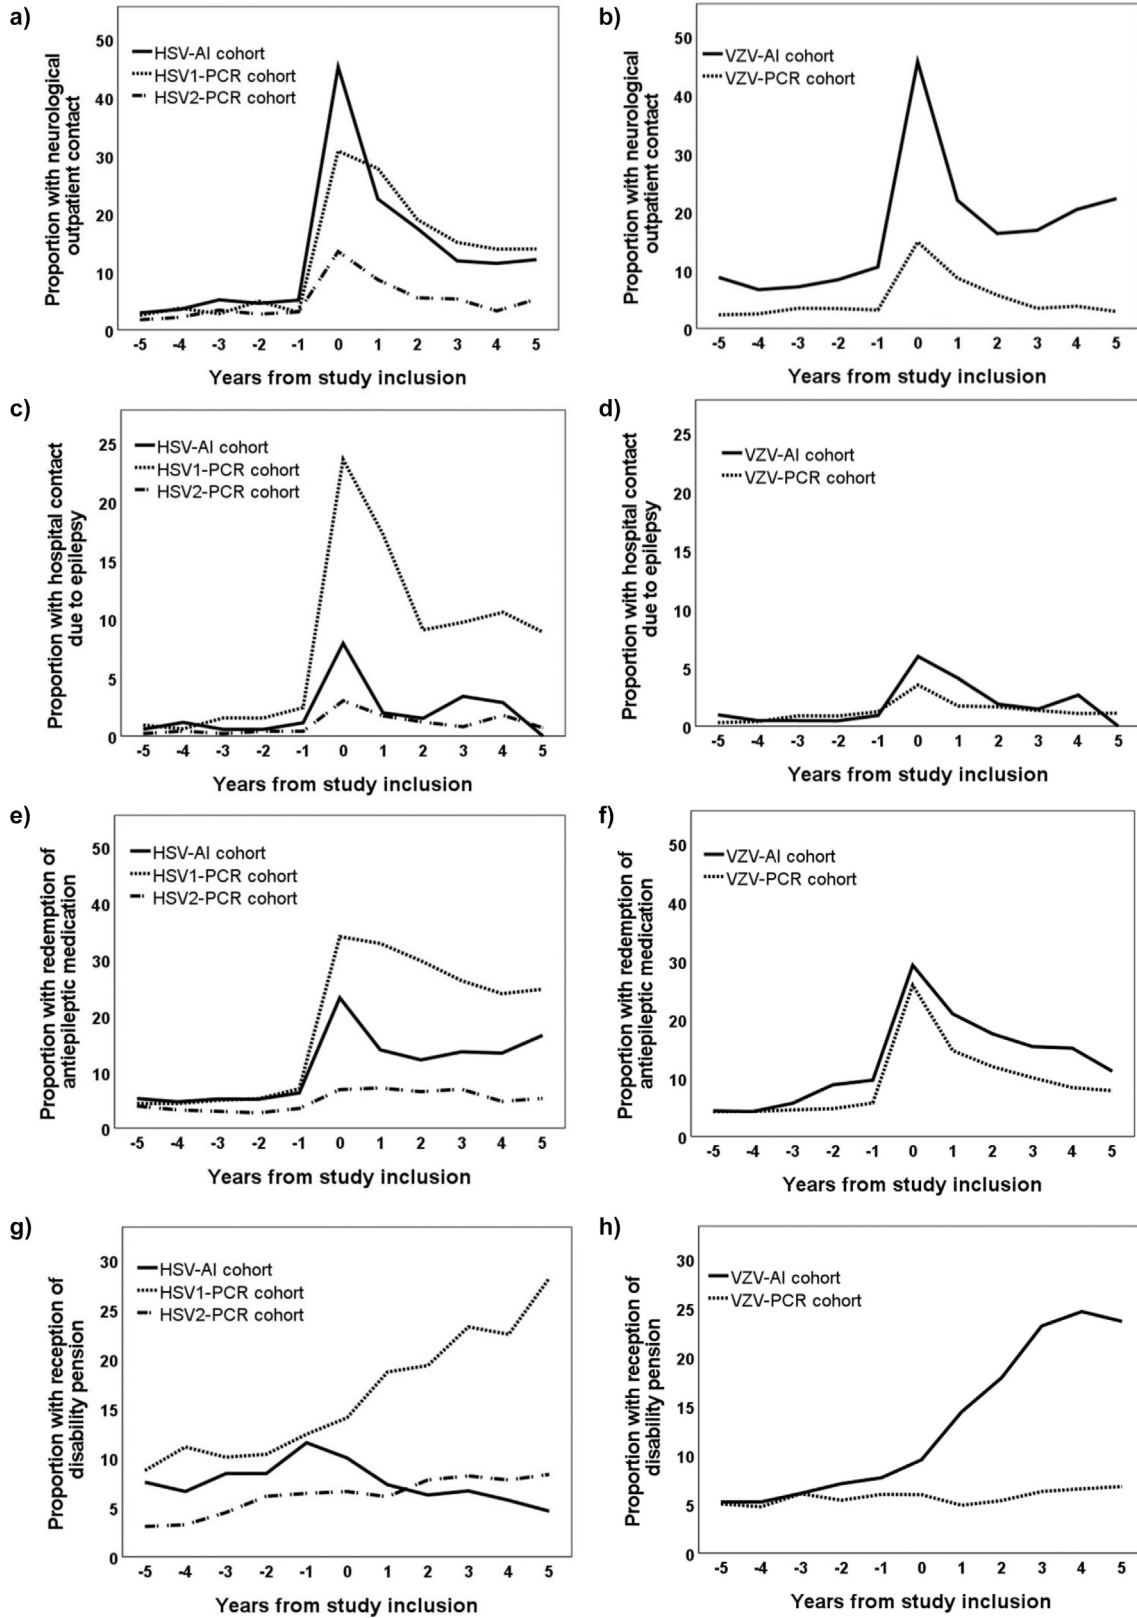 a)
Proportion with neurological
outpatient contact
50
40
30
20
10
0
HSV-AI cohort
HSV1-PCR cohort
HSV2-PCR cohort
-5 -4 -3 -2 -1 0 1 2 3 4 5
Years from study inclusion
b)
Proportion with neurological
outpatient contact
50
40
30
20
10
0
VZV-AI cohort
VZV-PCR cohort
-5 -4 -3 -2 -1 0 1 2 3 4 5
Years from study inclusion
c)
Proportion with hospital contact
due to epilepsy
25
20
15
10
5
0
HSV-AI cohort
HSV1-PCR cohort
HSV2-PCR cohort
-5 -4 -3 -2 -1 0 1 2 3 4 5
Years from study inclusion
d)
Proportion with hospital contact
due to epilepsy
25
20
15
10
5
0
VZV-AI cohort
VZV-PCR cohort
-5 -4 -3 -2 -1 0 1 2 3 4 5
Years from study inclusion
e)
Proportion with redemption of
antiepileptic medication
50
40
30
20
10
0
HSV-AI cohort
HSV1-PCR cohort
HSV2-PCR cohort
-5 -4 -3 -2 -1 0 1 2 3 4 5
Years from study inclusion
f)
Proportion with redemption of
antiepileptic medication
50
40
30
20
10
0
VZV-AI cohort
VZV-PCR cohort
-5 -4 -3 -2 -1 0 1 2 3 4 5
Years from study inclusion
g)
Proportion with reception of
disability pension
30
25
20
15
10
5
0
HSV-AI cohort
HSV1-PCR cohort
HSV2-PCR cohort
-5 -4 -3 -2 -1 0 1 2 3 4 5
Years from study inclusion
h)
Proportion with reception of
disability pension
30
25
20
15
10
5
0
VZV-AI cohort
VZV-PCR cohort
-5 -4 -3 -2 -1 0 1 2 3 4 5
Years from study inclusion